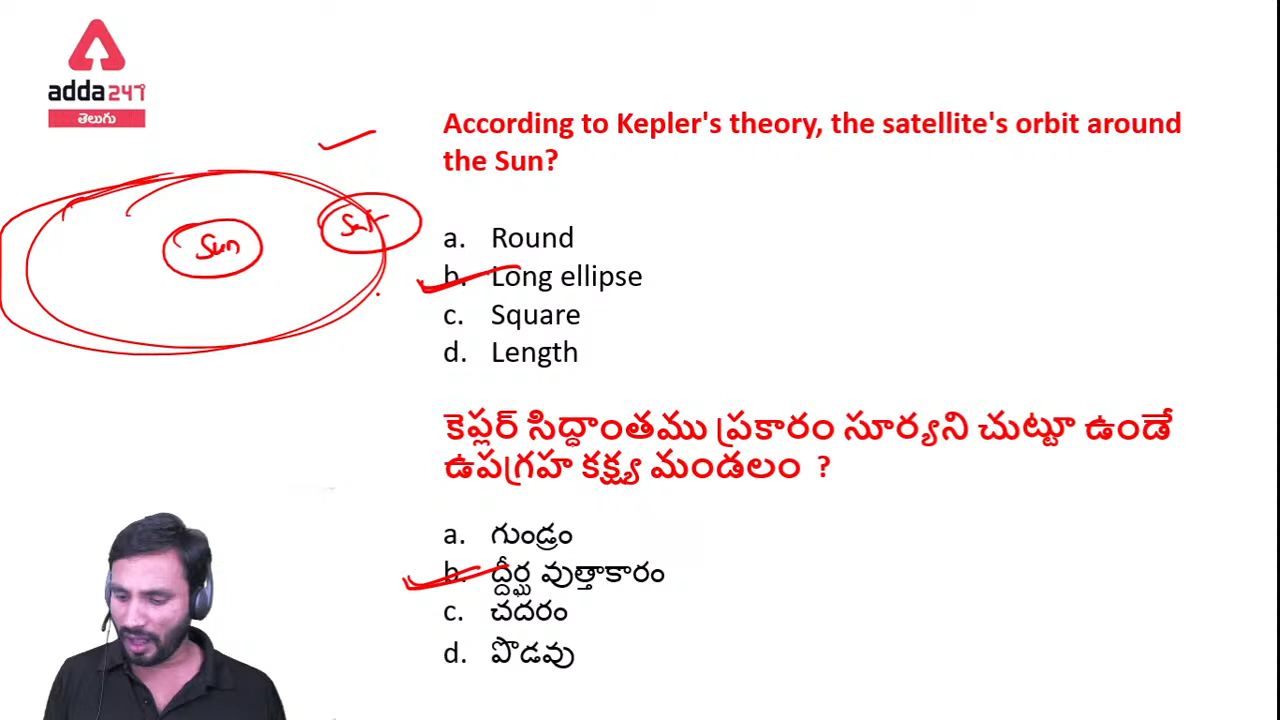 adda247
తెలుగు
According to Kepler's theory, the satellite's orbit around
the Sun?
a. Round
b. Long ellipse
c. Square
d. Length
Sun
Sat
కెప్లర్ సిద్ధాంతము ప్రకారం సూర్యని చుట్టూ ఉండే
ఉపగ్రహ కక్ష్య మండలం ?
a. గుండ్రం
b. ద్దీర్ఘ వుత్తాకారం
c. చదరం
d. పొడవు